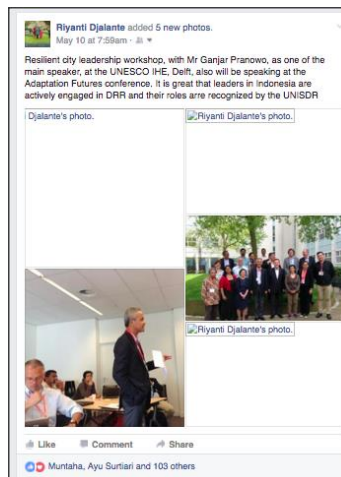 Riyanti Djalante added 5 new photos.
May 10 at 7:59am ·
Resilient city leadership workshop, with Mr Ganjar Pranowo, as one of the
main speaker, at the UNESCO IHE, Delft, also will be speaking at the
Adaptation Futures conference. It is great that leaders in Indonesia are
actively engaged in DRR and their roles arre recognized by the UNISDR
Djalante's photo.
Riyanti Djalante's photo.
Riyanti Djalante's photo.
Like Comment Share
Muntaha, Ayu Surtiari and 103 others